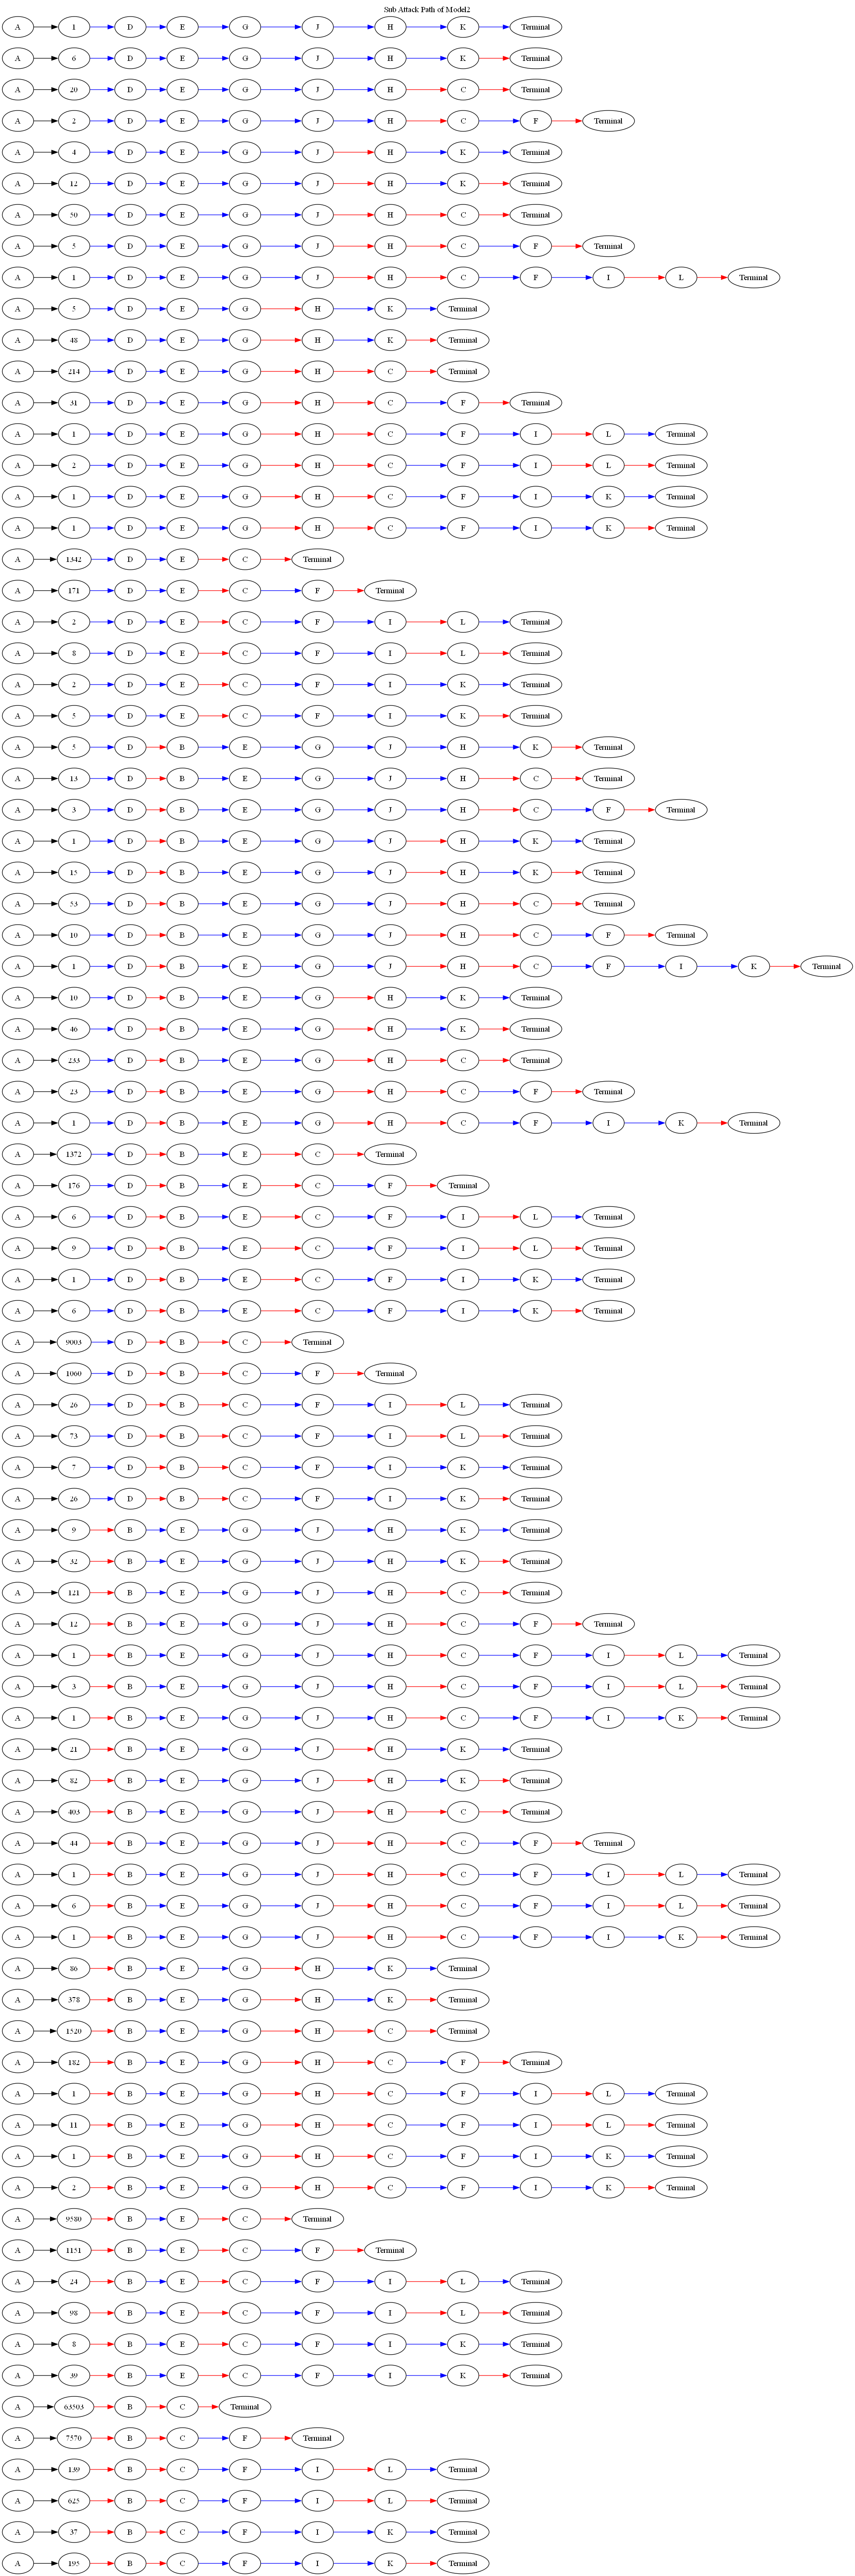 Sub Attack Path of Model2
A 1 D E G J H K Terminal
A 6 D E G J H K Terminal
A 20 D E G J H C Terminal
A 2 D E G J H C F Terminal
A 4 D E G J H K Terminal
A 12 D E G J H K Terminal
A 50 D E G J H C Terminal
A 5 D E G J H C F Terminal
A 1 D E G J H C F I L Terminal
A 5 D E G H K Terminal
A 48 D E G H K Terminal
A 214 D E G H C Terminal
A 31 D E G H C F Terminal
A 1 D E G H C F I L Terminal
A 2 D E G H C F I L Terminal
A 1 D E G H C F I K Terminal
A 1 D E G H C F I K Terminal
A 1342 D E C Terminal
A 171 D E C F Terminal
A 2 D E C F I L Terminal
A 8 D E C F I L Terminal
A 2 D E C F I K Terminal
A 5 D E C F I K Terminal
A 5 D B E G J H K Terminal
A 13 D B E G J H C Terminal
A 3 D B E G J H C F Terminal
A 1 D B E G J H K Terminal
A 15 D B E G J H K Terminal
A 53 D B E G J H C Terminal
A 10 D B E G J H C F Terminal
A 1 D B E G J H C F I K Terminal
A 10 D B E G H K Terminal
A 46 D B E G H K Terminal
A 233 D B E G H C Terminal
A 23 D B E G H C F Terminal
A 1 D B E G H C F I K Terminal
A 1372 D B E C Terminal
A 176 D B E C F Terminal
A 6 D B E C F I L Terminal
A 9 D B E C F I L Terminal
A 1 D B E C F I K Terminal
A 6 D B E C F I K Terminal
A 9003 D B C Terminal
A 1060 D B C F Terminal
A 26 D B C F I L Terminal
A 73 D B C F I L Terminal
A 7 D B C F I K Terminal
A 26 D B C F I K Terminal
A 9 B E G J H K Terminal
A 32 B E G J H K Terminal
A 121 B E G J H C Terminal
A 12 B E G J H C F Terminal
A 1 B E G J H C F I L Terminal
A 3 B E G J H C F I L Terminal
A 1 B E G J H C F I K Terminal
A 21 B E G J H K Terminal
A 82 B E G J H K Terminal
A 403 B E G J H C Terminal
A 44 B E G J H C F Terminal
A 1 B E G J H C F I L Terminal
A 6 B E G J H C F I L Terminal
A 1 B E G J H C F I K Terminal
A 86 B E G H K Terminal
A 378 B E G H K Terminal
A 1520 B E G H C Terminal
A 182 B E G H C F Terminal
A 1 B E G H C F I L Terminal
A 11 B E G H C F I L Terminal
A 1 B E G H C F I K Terminal
A 2 B E G H C F I K Terminal
A 9580 B E C Terminal
A 1151 B E C F Terminal
A 24 B E C F I L Terminal
A 98 B E C F I L Terminal
A 8 B E C F I K Terminal
A 39 B E C F I K Terminal
A 63503 B C Terminal
A 7570 B C F Terminal
A 139 B C F I L Terminal
A 625 B C F I L Terminal
A 37 B C F I K Terminal
A 195 B C F I K Terminal